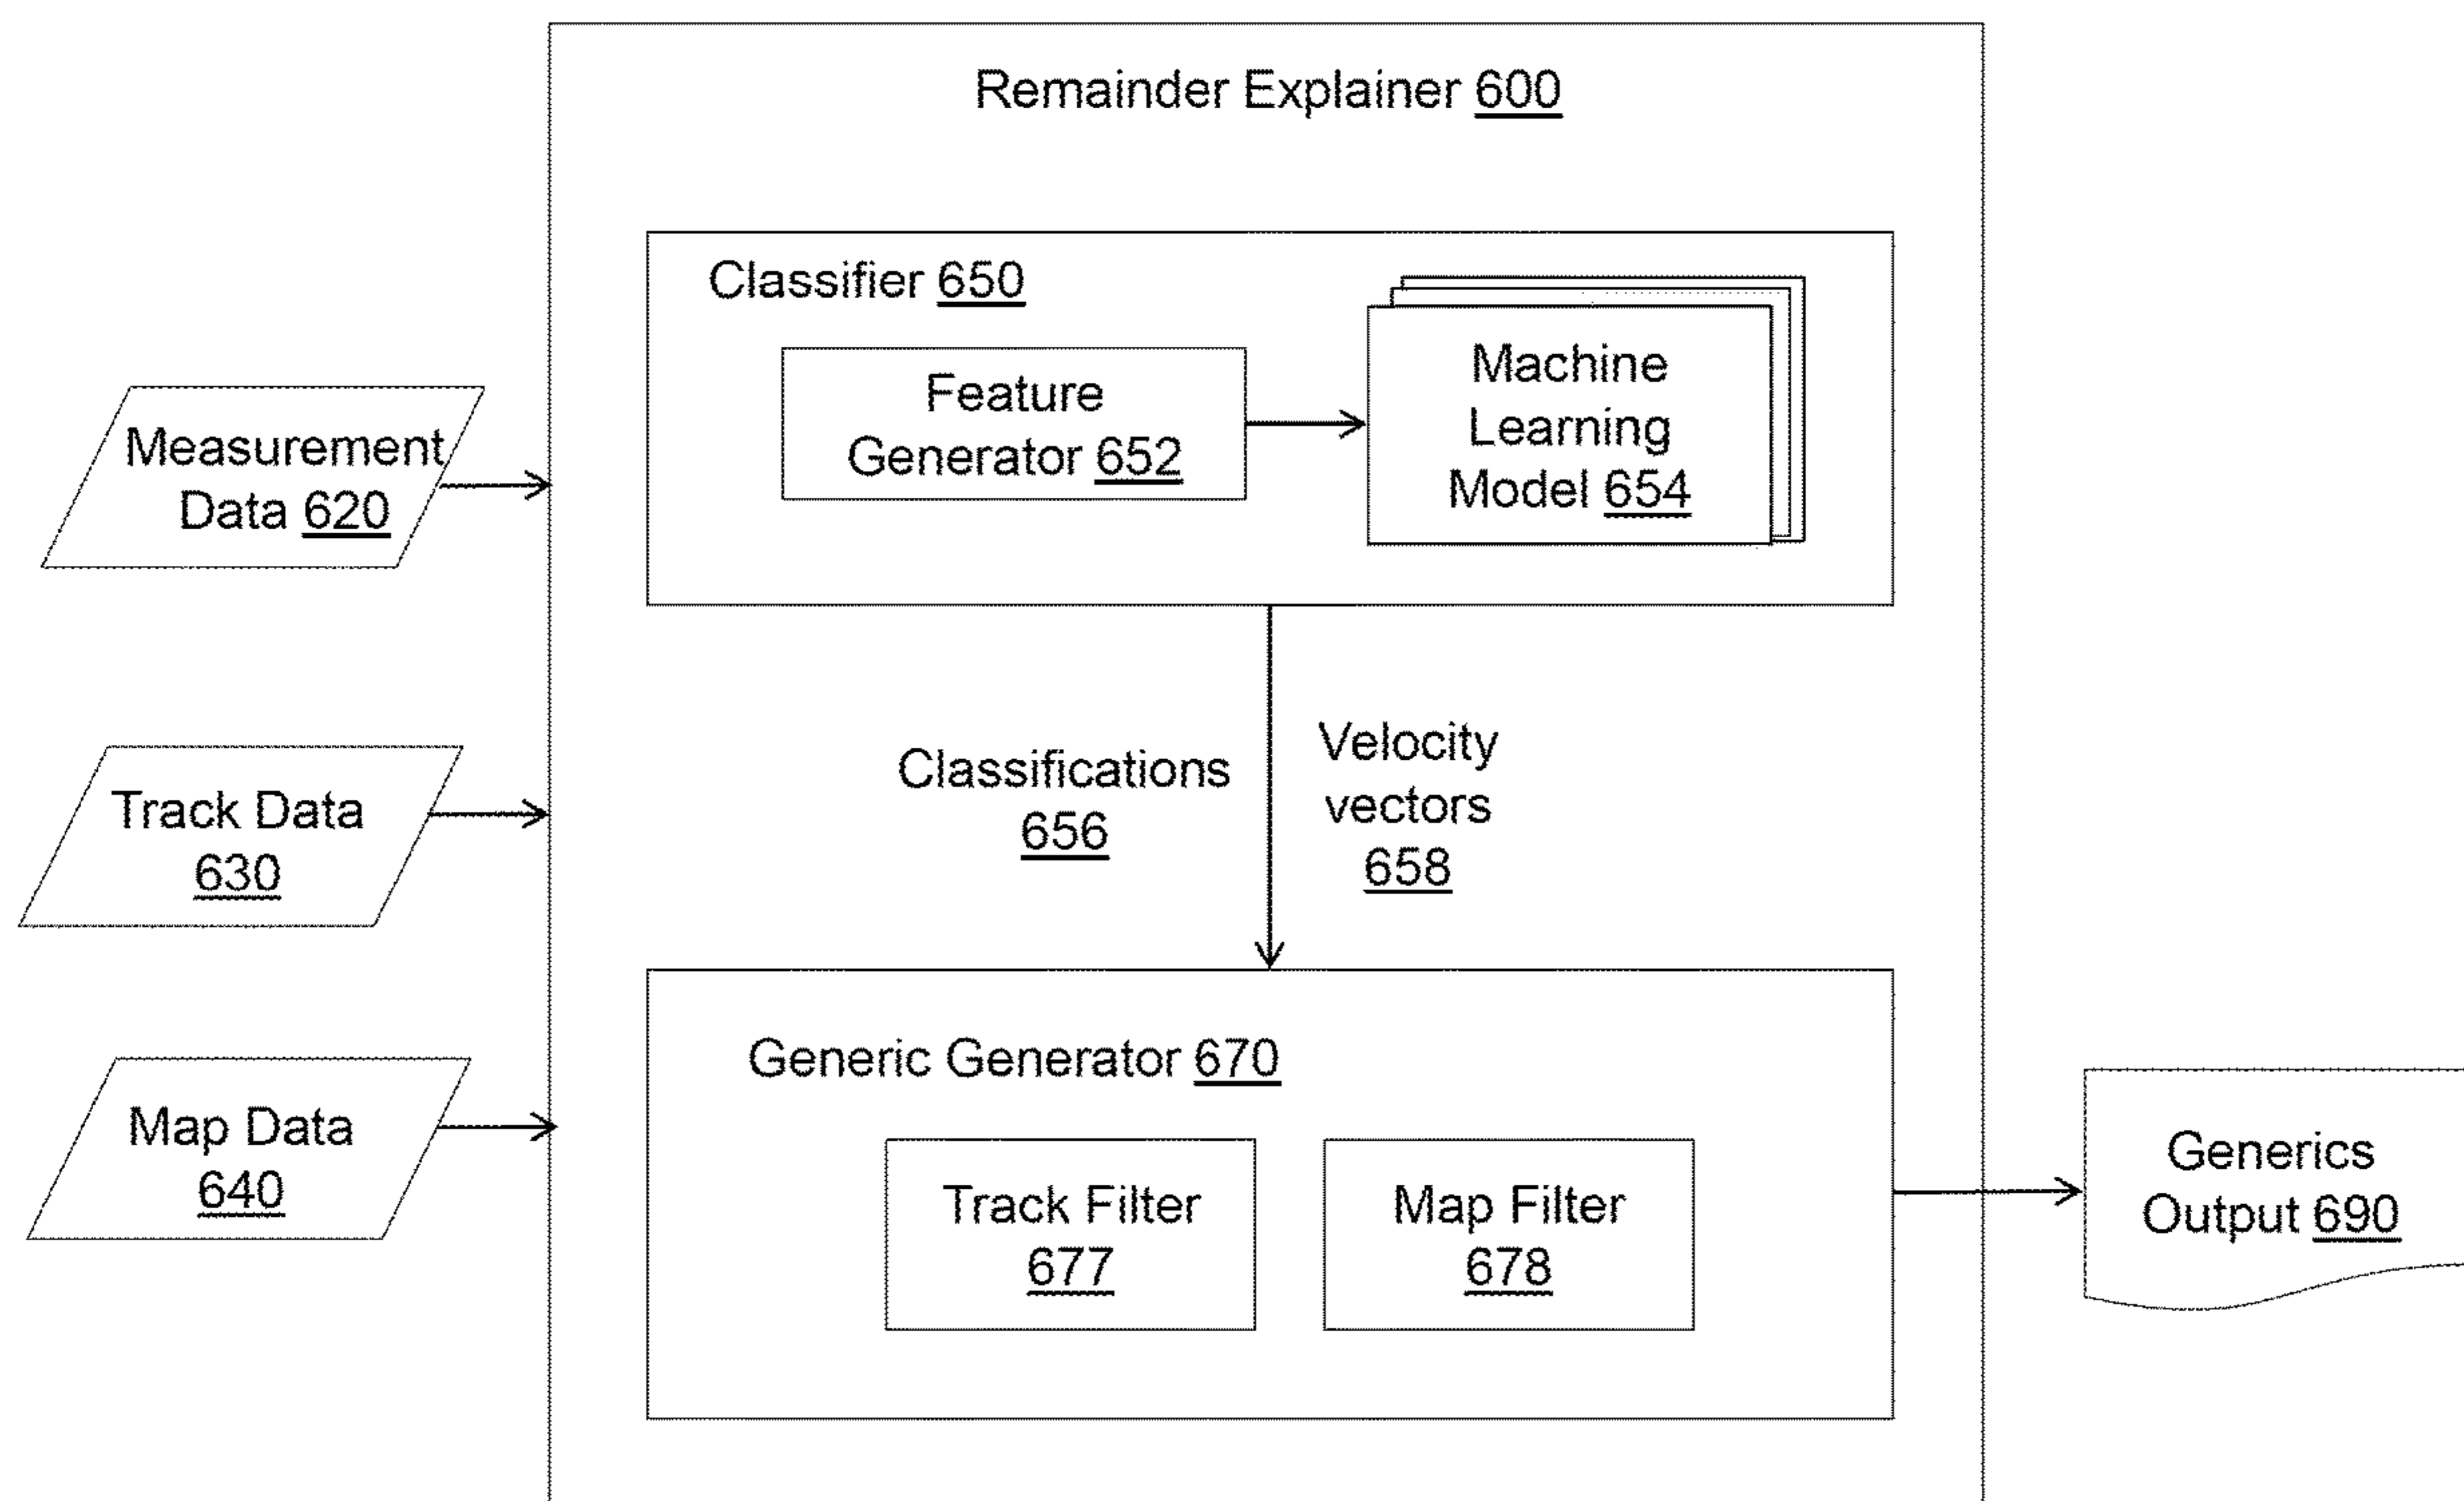 Remainder Explainer 600
Classifier 650
Feature
Generator 652
Machine
Learning
Model 654
Measurement
Data 620
Track Data
630
Map Data
640
Classifications
656
Velocity
vectors
658
Generic Generator 670
Track Filter
677
Map Filter
678
Generics
Output 690